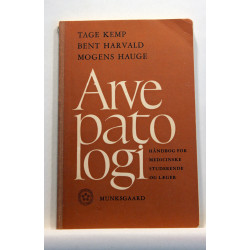 TAGE KEMP
BENT HARVALD
MOGENS HAUGE
Arve
pato
logi
HÅNDBOG FOR
MEDICINSKE
STUDERENDE
OG LÆGER
MUNKSGAARD